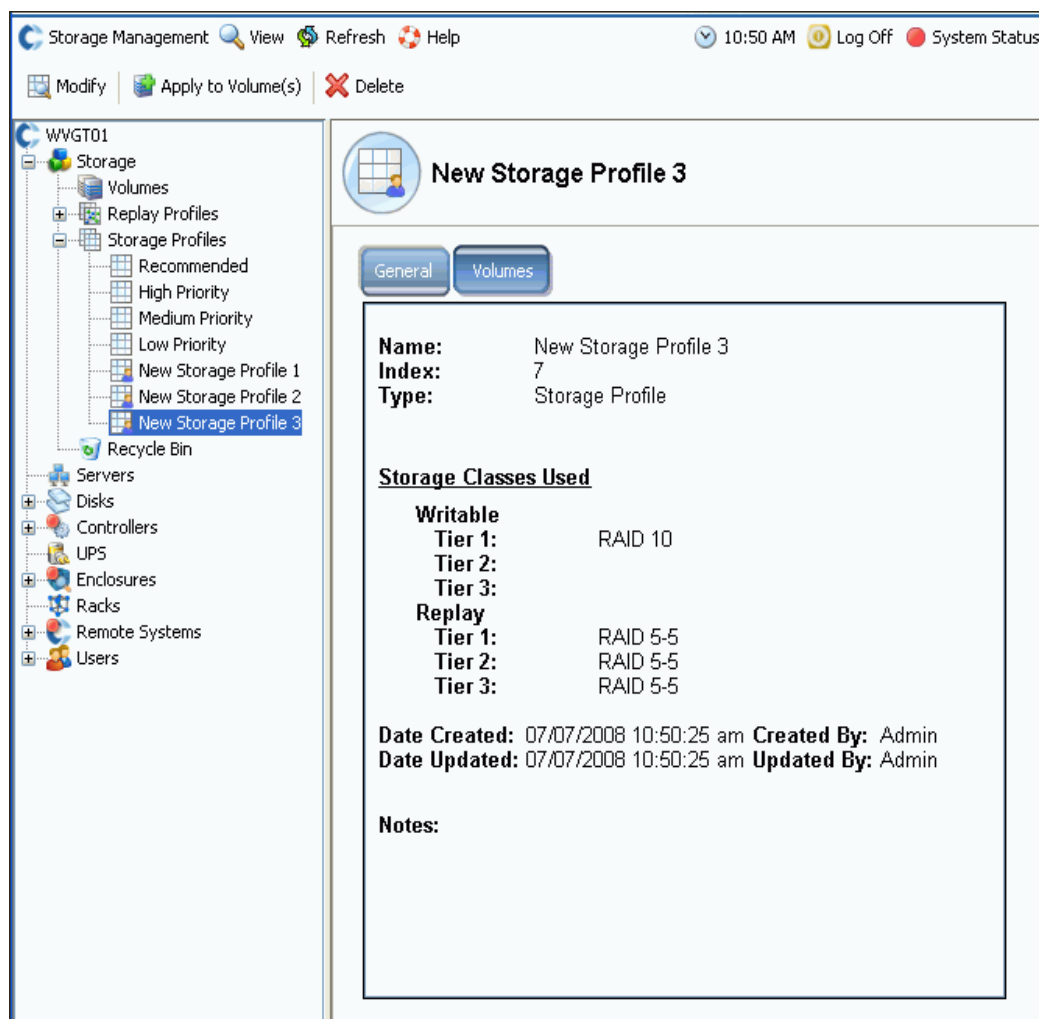 Storage Management View Refresh Help 10:50 AM Log Off System Status
Modify Apply to Volume(s) Delete
WVGT01
Storage
Volumes
Replay Profiles
Storage Profiles
Recommended
High Priority
Medium Priority
Low Priority
New Storage Profile 1
New Storage Profile 2
New Storage Profile 3
Recycle Bin
Servers
Disks
Controllers
UPS
Enclosures
Racks
Remote Systems
Users
New Storage Profile 3
General Volumes
Name: New Storage Profile 3
Index: 7
Type: Storage Profile
Storage Classes Used
Writable
Tier 1: RAID 10
Tier 2:
Tier 3:
Replay
Tier 1: RAID 5-5
Tier 2: RAID 5-5
Tier 3: RAID 5-5
Date Created: 07/07/2008 10:50:25 am Created By: Admin
Date Updated: 07/07/2008 10:50:25 am Updated By: Admin
Notes: